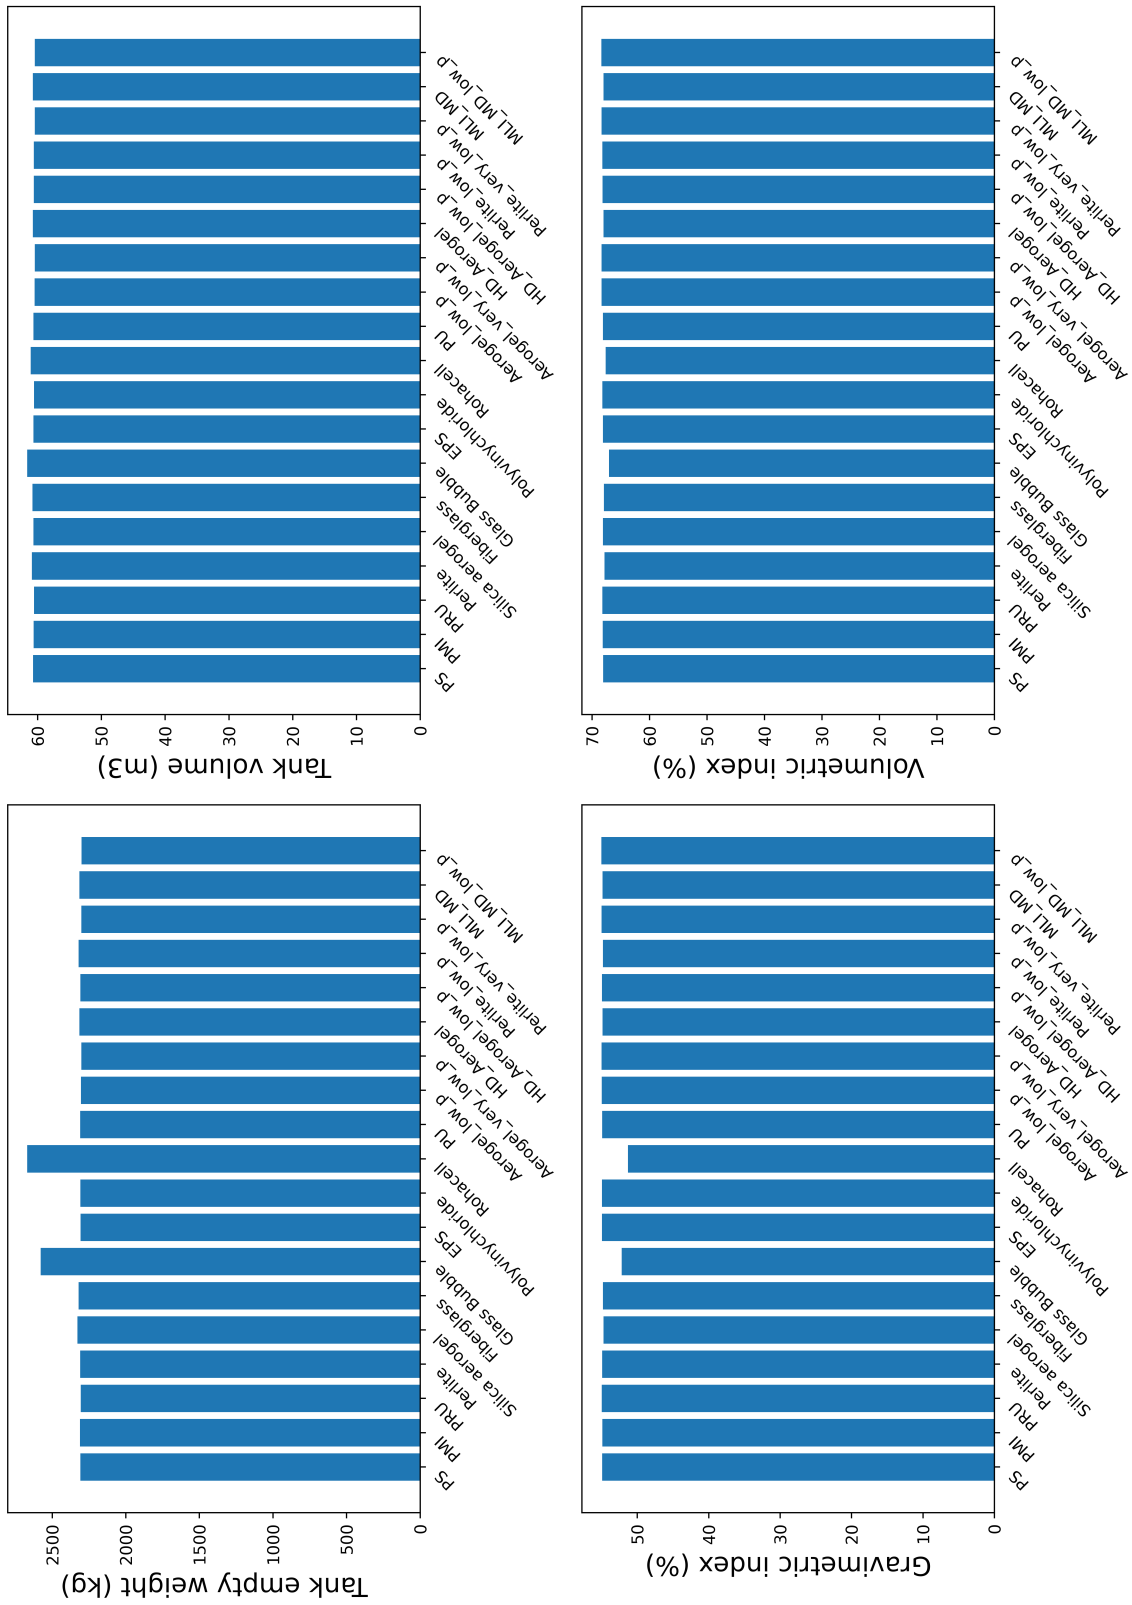 Tank empty weight (kg)
2500
2000
1500
1000
500
0
PS
PMI
PRU
Perlite
Silica aerogel
Fiberglass
Glass Bubble
EPS
Polyvinychloride
Rohacell
PU
Aerogel_low_p
Aerogel_very_low_p
HD_Aerogel
HD_Aerogel_low_p
Perlite_low_p
Perlite_very_low_p
MLI_MD
MLI_MD_low_p
Tank volume (m3)
60
50
40
30
20
10
0
PS
PMI
PRU
Perlite
Silica aerogel
Fiberglass
Glass Bubble
EPS
Polyvinychloride
Rohacell
PU
Aerogel_low_p
Aerogel_very_low_p
HD_Aerogel
HD_Aerogel_low_p
Perlite_low_p
Perlite_very_low_p
MLI_MD
MLI_MD_low_p
Gravimetric index (%)
50
40
30
20
10
0
PS
PMI
PRU
Perlite
Silica aerogel
Fiberglass
Glass Bubble
EPS
Polyvinychloride
Rohacell
PU
Aerogel_low_p
Aerogel_very_low_p
HD_Aerogel
HD_Aerogel_low_p
Perlite_low_p
Perlite_very_low_p
MLI_MD
MLI_MD_low_p
Volumetric index (%)
70
60
50
40
30
20
10
0
PS
PMI
PRU
Perlite
Silica aerogel
Fiberglass
Glass Bubble
EPS
Polyvinychloride
Rohacell
PU
Aerogel_low_p
Aerogel_very_low_p
HD_Aerogel
HD_Aerogel_low_p
Perlite_low_p
Perlite_very_low_p
MLI_MD
MLI_MD_low_p